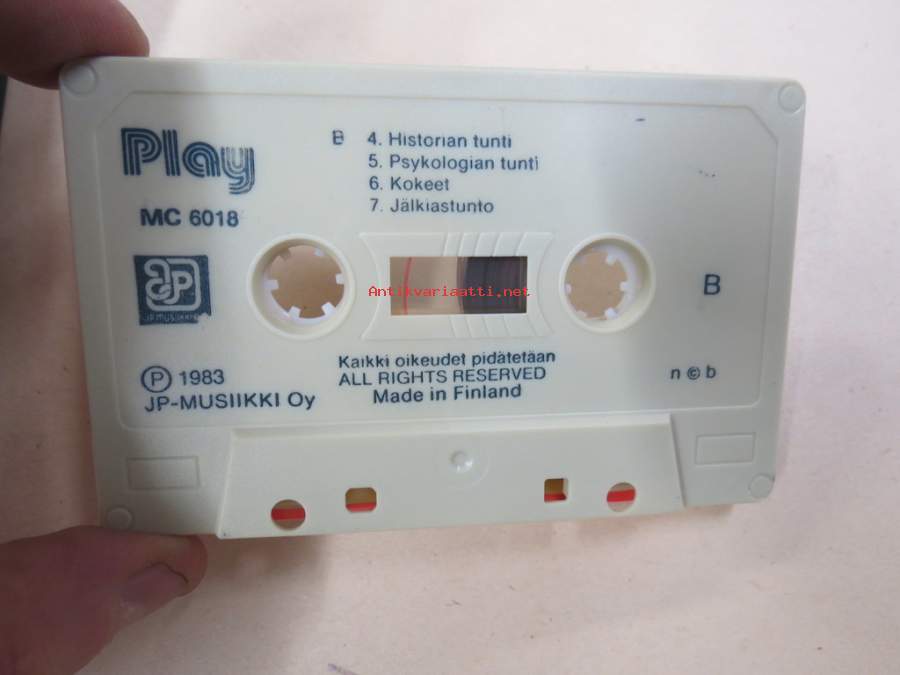 Play
MC 6018
JP MUSIIKKI
B 4. Historian tunti
5. Psykologian tunti
6. Kokeet
7. Jälkiastunto
Antikvariaatti.net
B
Kaikki oikeudet pidätetään
ALL RIGHTS RESERVED
Made in Finland
n © b
Ⓟ 1983
JP-MUSIIKKI Oy